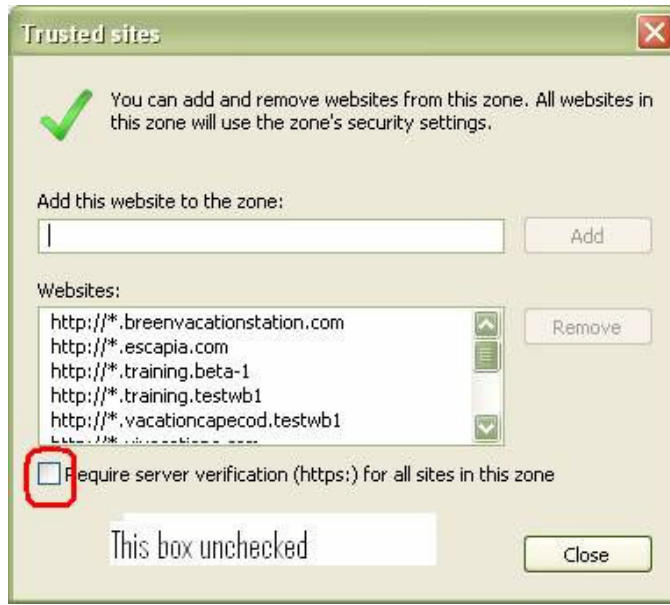 Trusted sites
You can add and remove websites from this zone. All websites in
this zone will use the zone's security settings.
Add this website to the zone:
Add
Websites:
http://*.breenvacationstation.com
Remove
http://*.escapia.com
http://*.training.beta-1
http://*.training.testwb1
http://*.vacationcapecod.testwb1
Require server verification (https:) for all sites in this zone
This box unchecked
Close